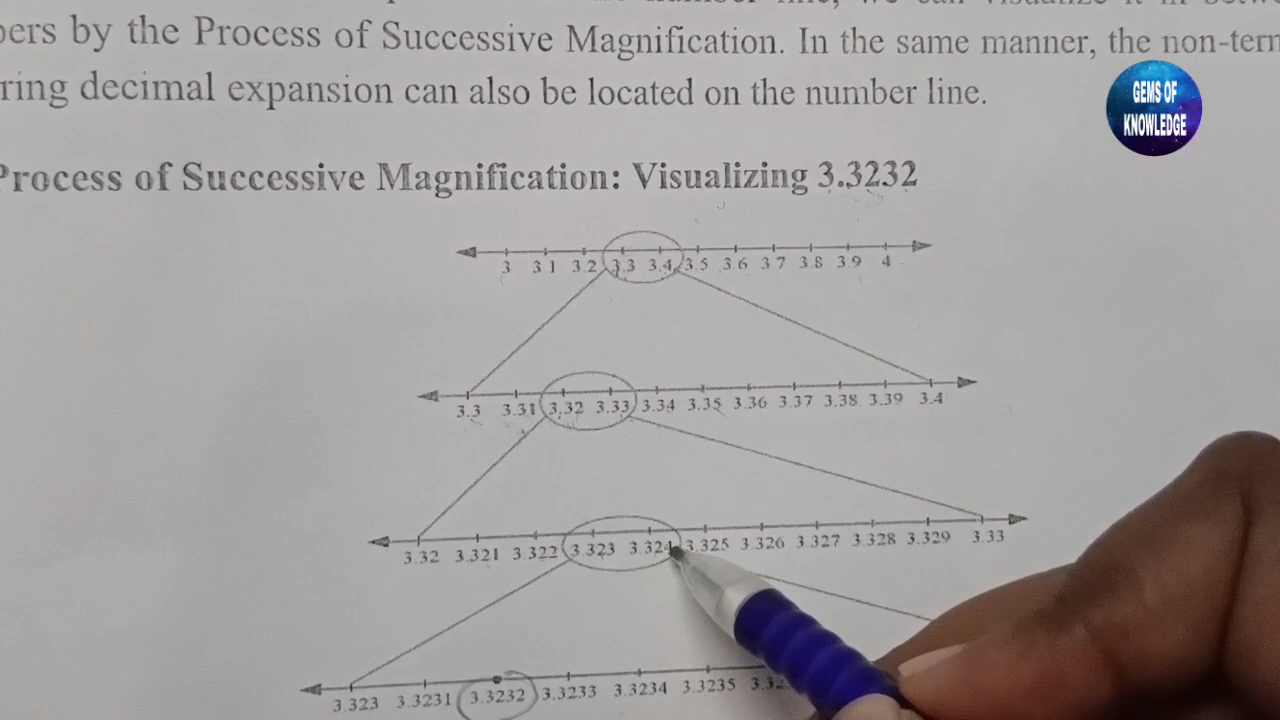 by the Process of Successive Magnification. In the same manner, the
decimal expansion can also be located on the number line.
GEMS OF
KNOWLEDGE
Process of Successive Magnification: Visualizing 3.3232
3 3.1 3.2 3.3 3.4 3.5 3.6 3.7 3.8 3.9 4
3.3 3.31 3.32 3.33 3.34 3.35 3.36 3.37 3.38 3.39 3.4
3.32 3.321 3.322 3.323 3.324 3.325 3.326 3.327 3.328 3.329 3.33
3.323 3.3231 3.3232 3.3233 3.3234 3.3235